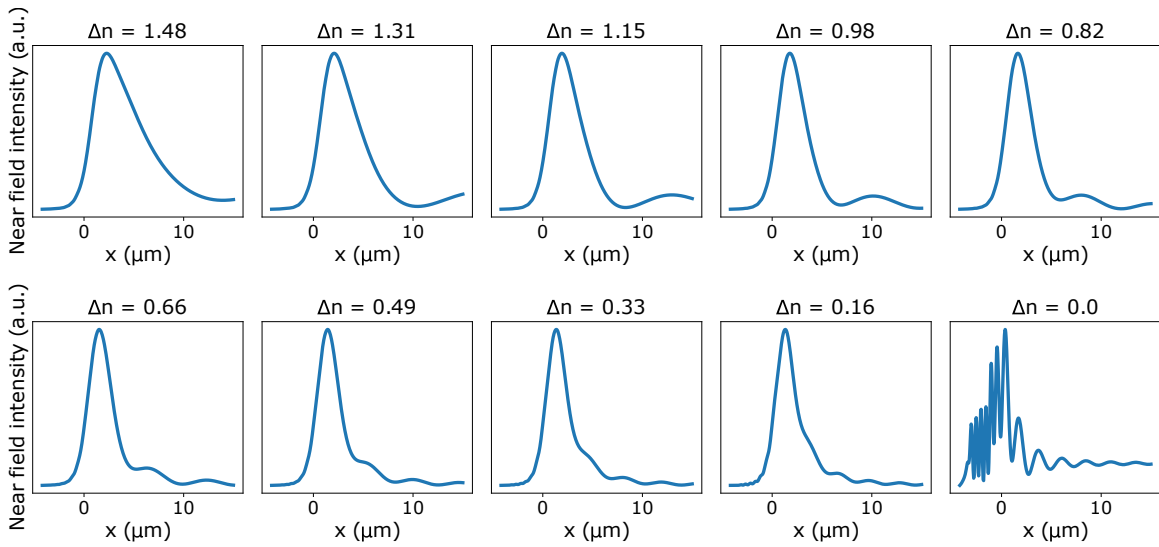 Δn = 1.48
Δn = 1.31
Δn = 1.15
Δn = 0.98
Δn = 0.82
Near field intensity (a.u.)
0 10
0 10
0 10
0 10
0 10
x (μm)
x (μm)
x (μm)
x (μm)
x (μm)
Δn = 0.66
Δn = 0.49
Δn = 0.33
Δn = 0.16
Δn = 0.0
Near field intensity (a.u.)
0 10
0 10
0 10
0 10
0 10
x (μm)
x (μm)
x (μm)
x (μm)
x (μm)